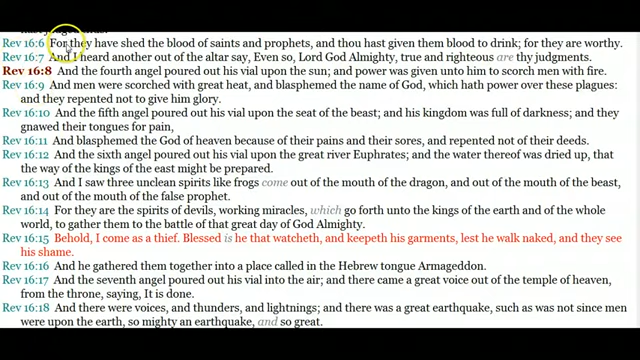 Rev 16:6 For they have shed the blood of saints and prophets, and thou hast given them blood to drink; for they are worthy.
Rev 16:7 And I heard another out of the altar say, Even so, Lord God Almighty, true and righteous are thy judgments.
Rev 16:8 And the fourth angel poured out his vial upon the sun; and power was given unto him to scorch men with fire.
Rev 16:9 And men were scorched with great heat, and blasphemed the name of God, which hath power over these plagues:
and they repented not to give him glory.
Rev 16:10 And the fifth angel poured out his vial upon the seat of the beast; and his kingdom was full of darkness; and they
gnawed their tongues for pain,
Rev 16:11 And blasphemed the God of heaven because of their pains and their sores, and repented not of their deeds.
Rev 16:12 And the sixth angel poured out his vial upon the great river Euphrates; and the water thereof was dried up, that
the way of the kings of the east might be prepared.
Rev 16:13 And I saw three unclean spirits like frogs come out of the mouth of the dragon, and out of the mouth of the beast,
and out of the mouth of the false prophet.
Rev 16:14 For they are the spirits of devils, working miracles, which go forth unto the kings of the earth and of the whole
world, to gather them to the battle of that great day of God Almighty.
Rev 16:15 Behold, I come as a thief. Blessed is he that watcheth, and keepeth his garments, lest he walk naked, and they see
his shame.
Rev 16:16 And he gathered them together into a place called in the Hebrew tongue Armageddon.
Rev 16:17 And the seventh angel poured out his vial into the air; and there came a great voice out of the temple of heaven,
from the throne, saying, It is done.
Rev 16:18 And there were voices, and thunders, and lightnings; and there was a great earthquake, such as was not since men
were upon the earth, so mighty an earthquake, and so great.